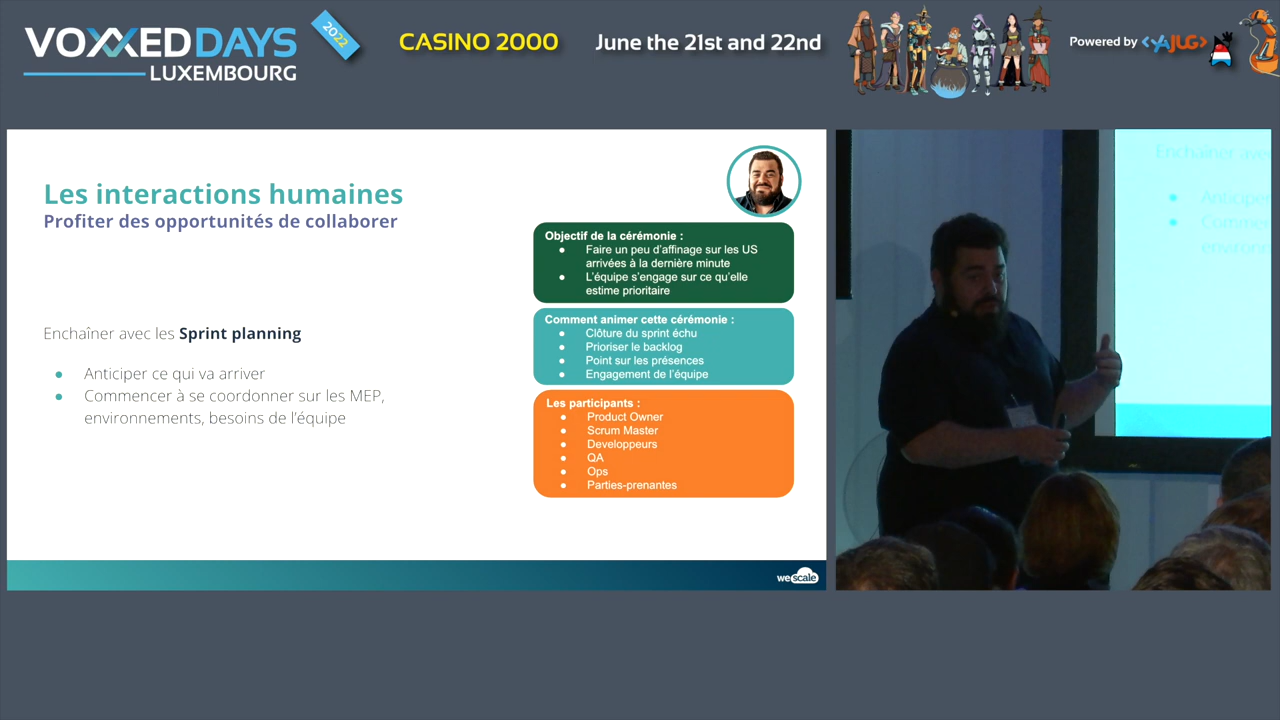 VOXXED DAYS
LUXEMBOURG
2022
CASINO 2000
June the 21st and 22nd
Powered by <YAJUG>
Les interactions humaines
Profiter des opportunités de collaborer
Enchaîner avec les Sprint planning
● Anticiper ce qui va arriver
● Commencer à se coordonner sur les MEP,
environnements, besoins de l'équipe
Objectif de la cérémonie :
● Faire un peu d'affinage sur les US
arrivées à la dernière minute
● L'équipe s'engage sur ce qu'elle
estime prioritaire
Comment animer cette cérémonie :
● Clôture du sprint échu
● Prioriser le backlog
● Point sur les présences
● Engagement de l'équipe
Les participants :
● Product Owner
● Scrum Master
● Developpeurs
● QA
● Ops
● Parties-prenantes
wescale
Enchaîner avec
● Anticiper
● Commen
environn